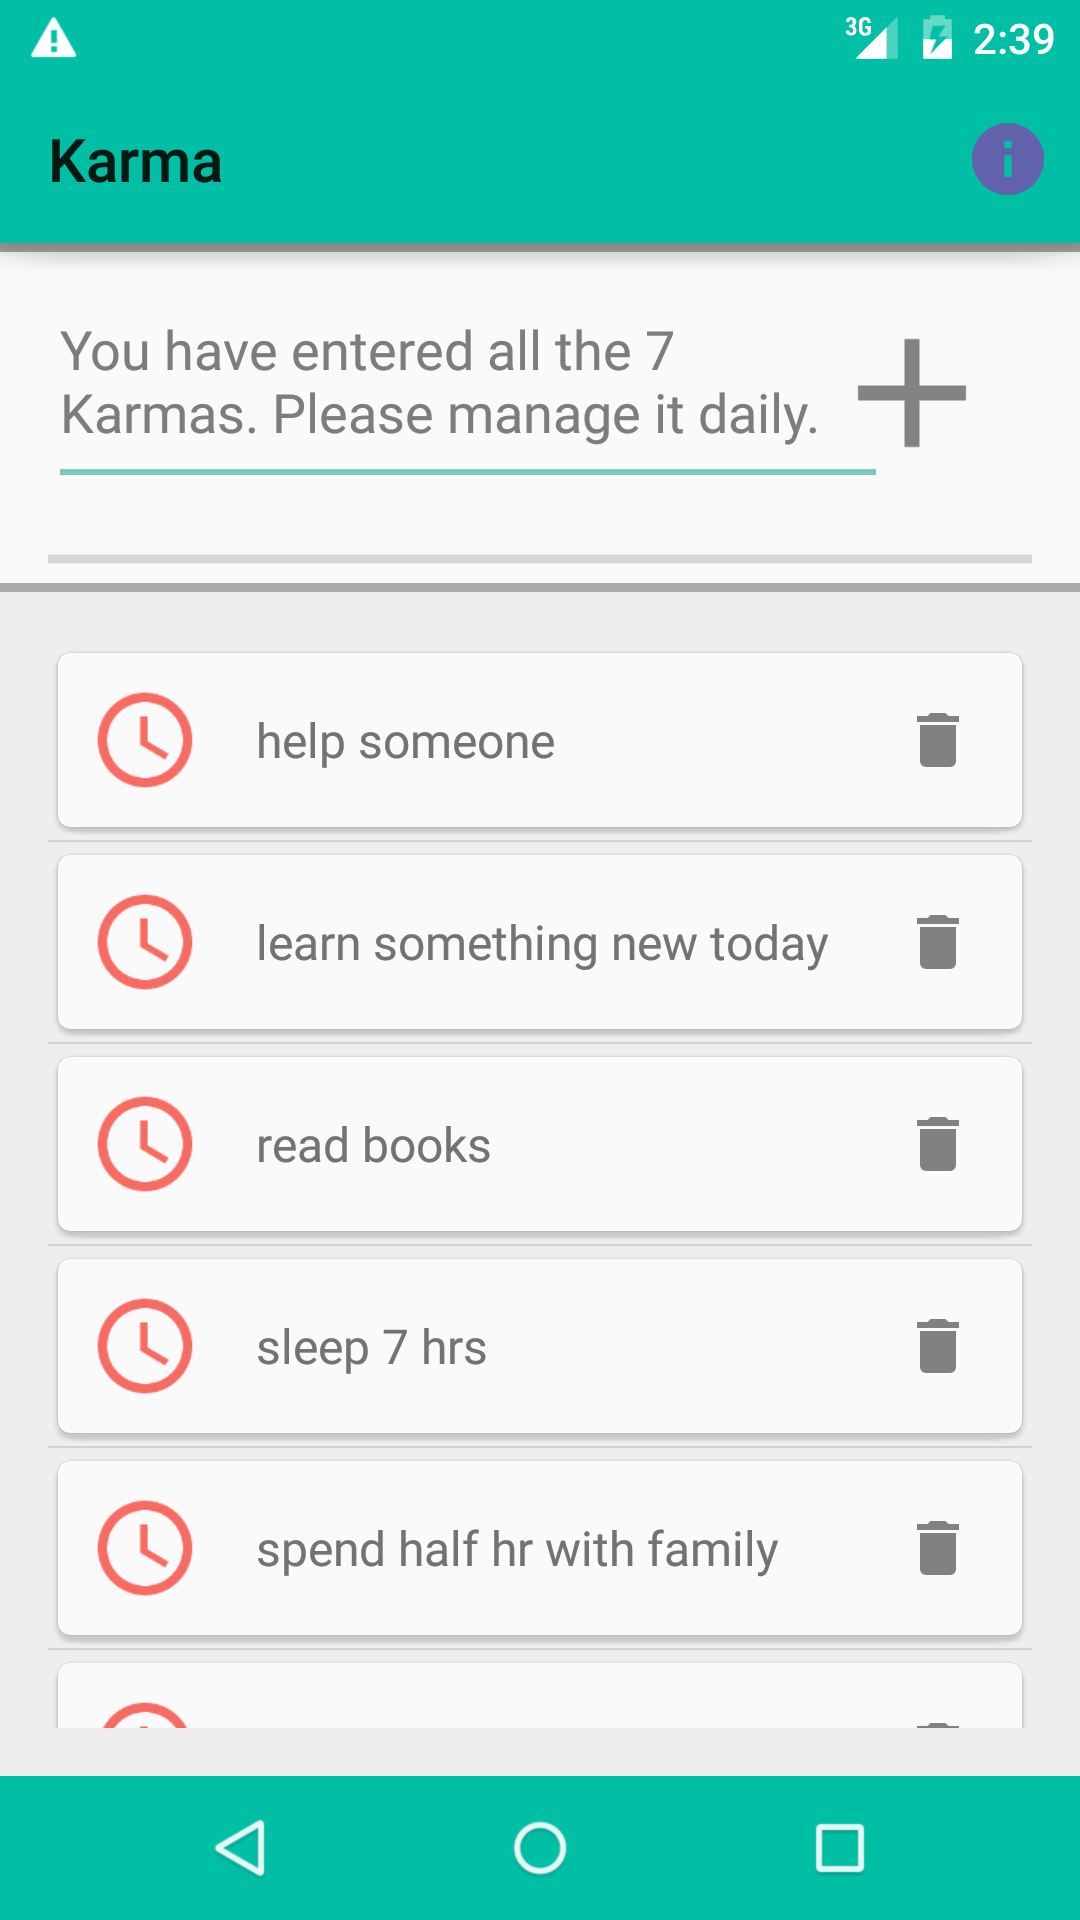 3G 2:39
Karma
You have entered all the 7
Karmas. Please manage it daily.
help someone
learn something new today
read books
sleep 7 hrs
spend half hr with family